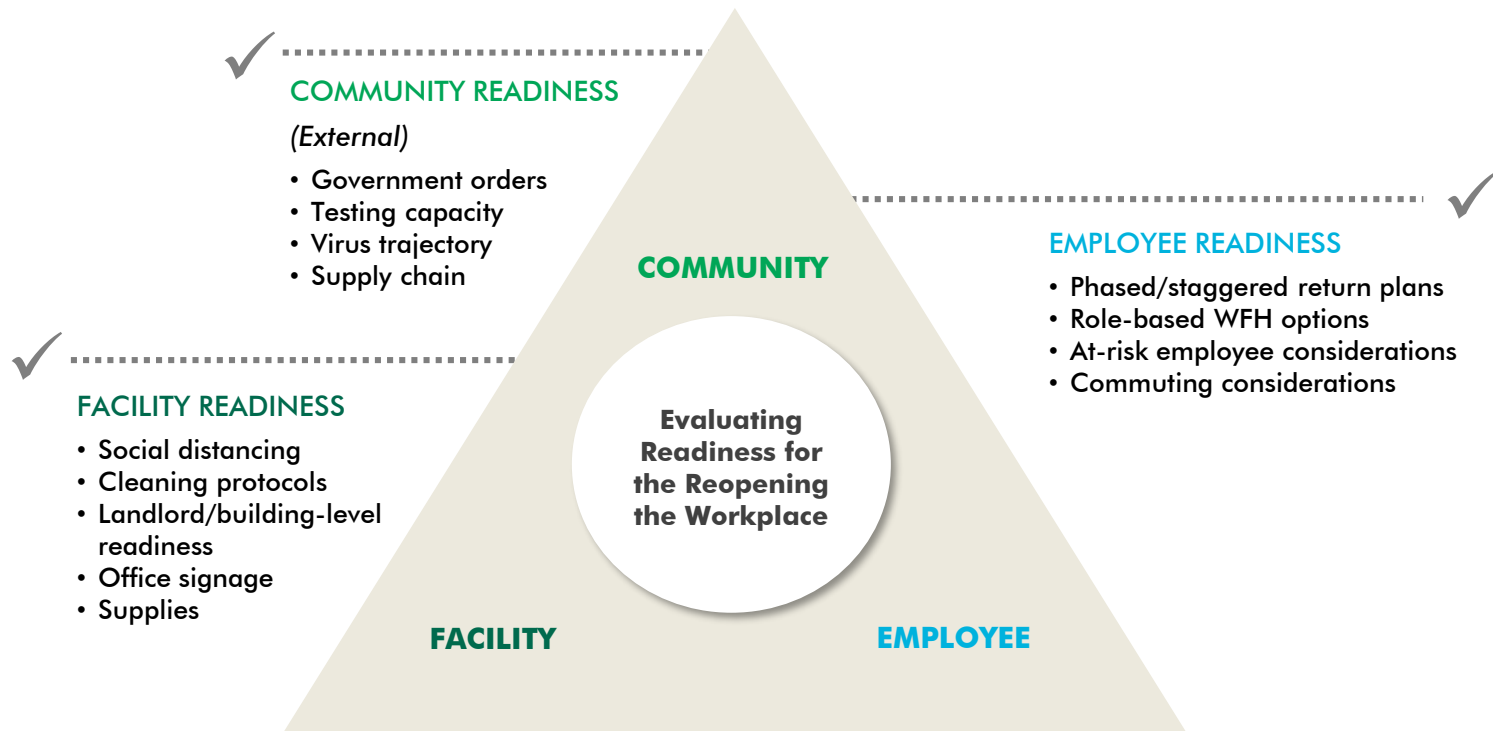 COMMUNITY READINESS
(External)
• Government orders
• Testing capacity
• Virus trajectory
• Supply chain
EMPLOYEE READINESS
• Phased/staggered return plans
• Role-based WFH options
• At-risk employee considerations
• Commuting considerations
FACILITY READINESS
• Social distancing
• Cleaning protocols
• Landlord/building-level
readiness
• Office signage
• Supplies
COMMUNITY
Evaluating
Readiness for
the Reopening
the Workplace
FACILITY
EMPLOYEE